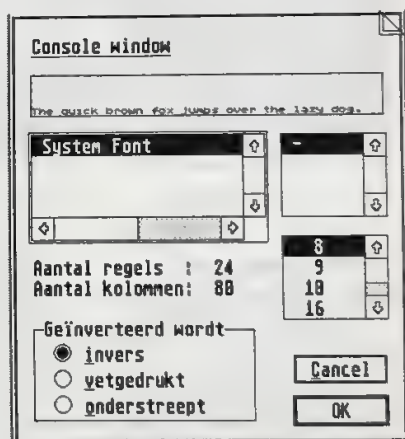 Console window
The quick brown fox jumps over the lazy dog.
System Font
-
8
9
10
16
Aantal regels : 24
Aantal kolommen: 80
Geïnverteerd wordt
invers
vetgedrukt
onderstreept
Cancel
OK